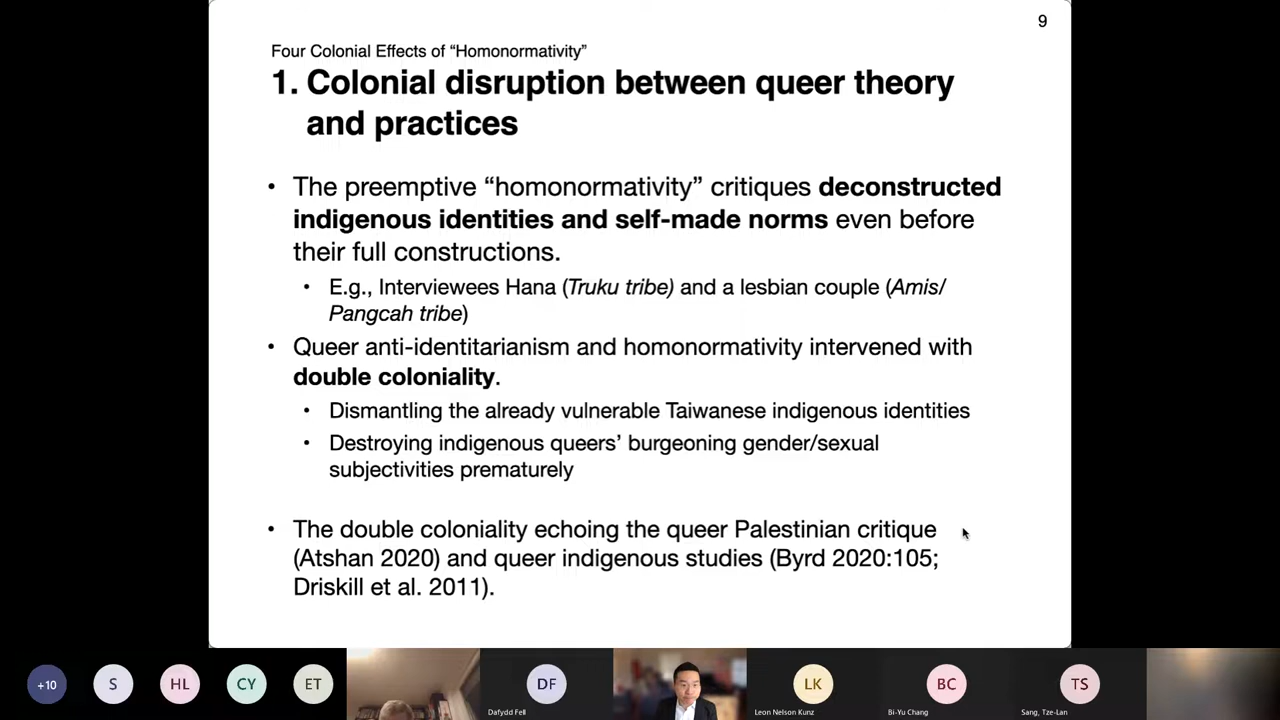 9
Four Colonial Effects of “Homonormativity”
1. Colonial disruption between queer theory
and practices
• The preemptive “homonormativity” critiques deconstructed
indigenous identities and self-made norms even before
their full constructions.
• E.g., Interviewees Hana (Truku tribe) and a lesbian couple (Amis/
Pangcah tribe)
• Queer anti-identitarianism and homonormativity intervened with
double coloniality.
• Dismantling the already vulnerable Taiwanese indigenous identities
• Destroying indigenous queers’ burgeoning gender/sexual
subjectivities prematurely
• The double coloniality echoing the queer Palestinian critique
(Atshan 2020) and queer indigenous studies (Byrd 2020:105;
Driskill et al. 2011).
+10 S HL CY ET DF LK BC TS
Dafydd Fell Leon Nelson Kunz Bi-Yu Chang Sang, Tze-Lan